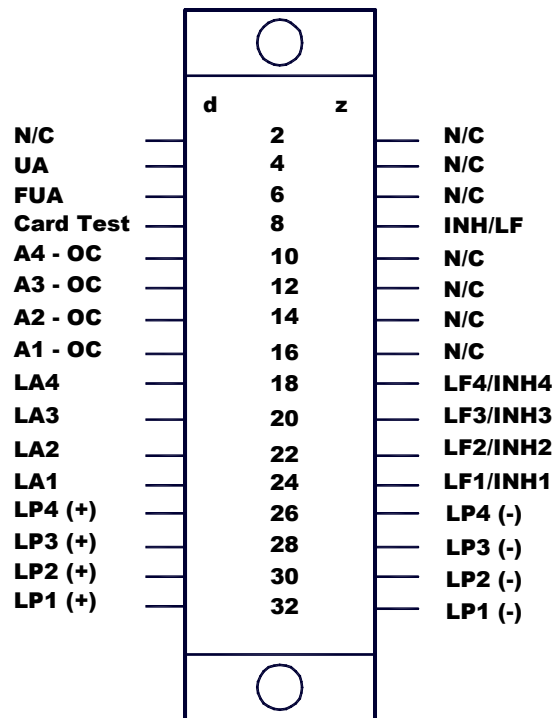 d z
N/C 2 N/C
UA 4 N/C
FUA 6 N/C
Card Test 8 INH/LF
A4 - OC 10 N/C
A3 - OC 12 N/C
A2 - OC 14 N/C
A1 - OC 16 N/C
LA4 18 LF4/INH4
LA3 20 LF3/INH3
LA2 22 LF2/INH2
LA1 24 LF1/INH1
LP4 (+) 26 LP4 (-)
LP3 (+) 28 LP3 (-)
LP2 (+) 30 LP2 (-)
LP1 (+) 32 LP1 (-)